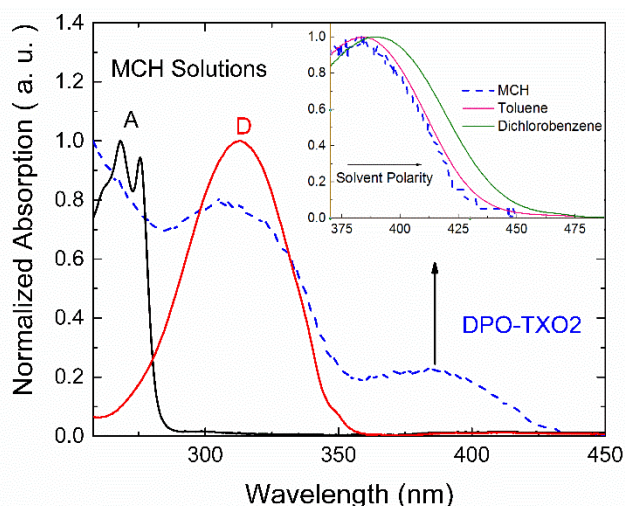 Normalized Absorption ( a. u. )
1.4
1.2
1.0
0.8
0.6
0.4
0.2
0.0
MCH Solutions
A
D
1.0
0.8
0.6
0.4
0.2
0.0
MCH
Toluene
Dichlorobenzene
Solvent Polarity
375 400 425 450 475
DPO-TXO2
300 350 400 450
Wavelength (nm)